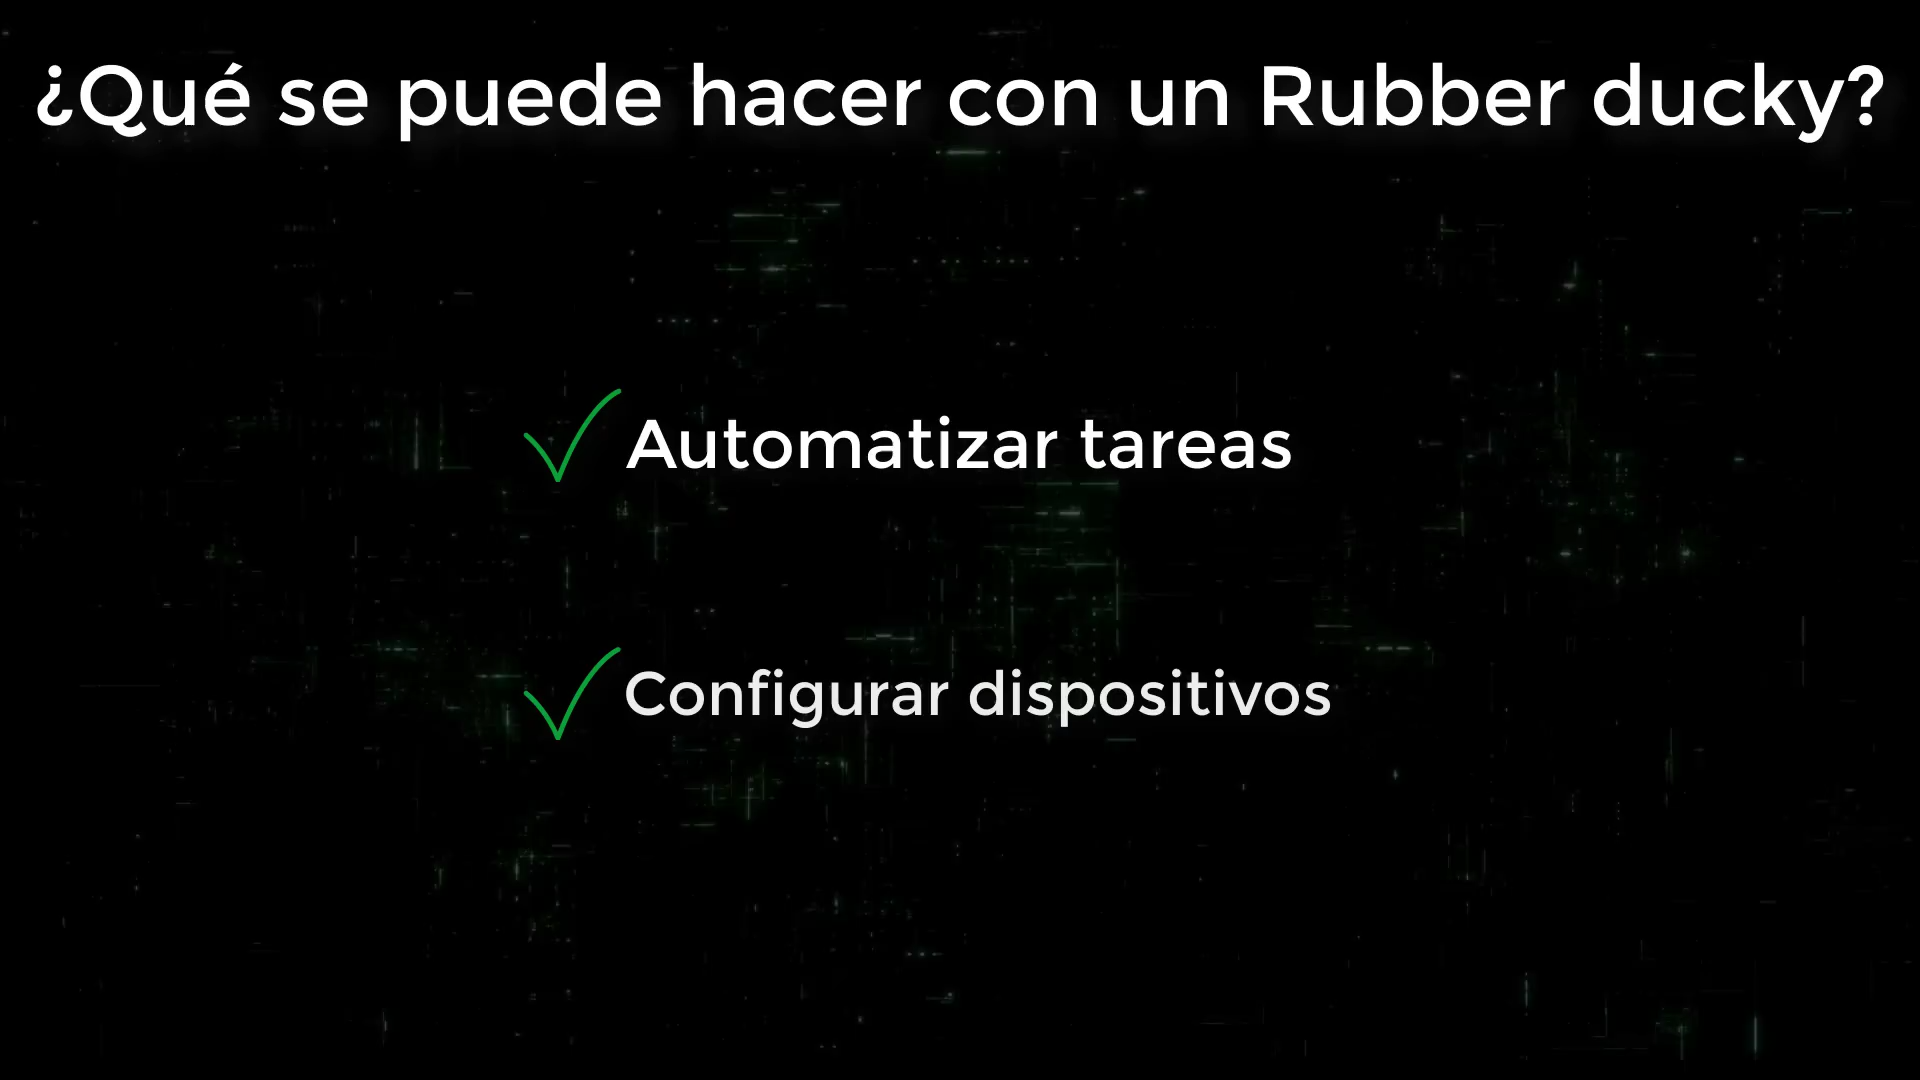 ¿Qué se puede hacer con un Rubber ducky?
Automatizar tareas
Configurar dispositivos